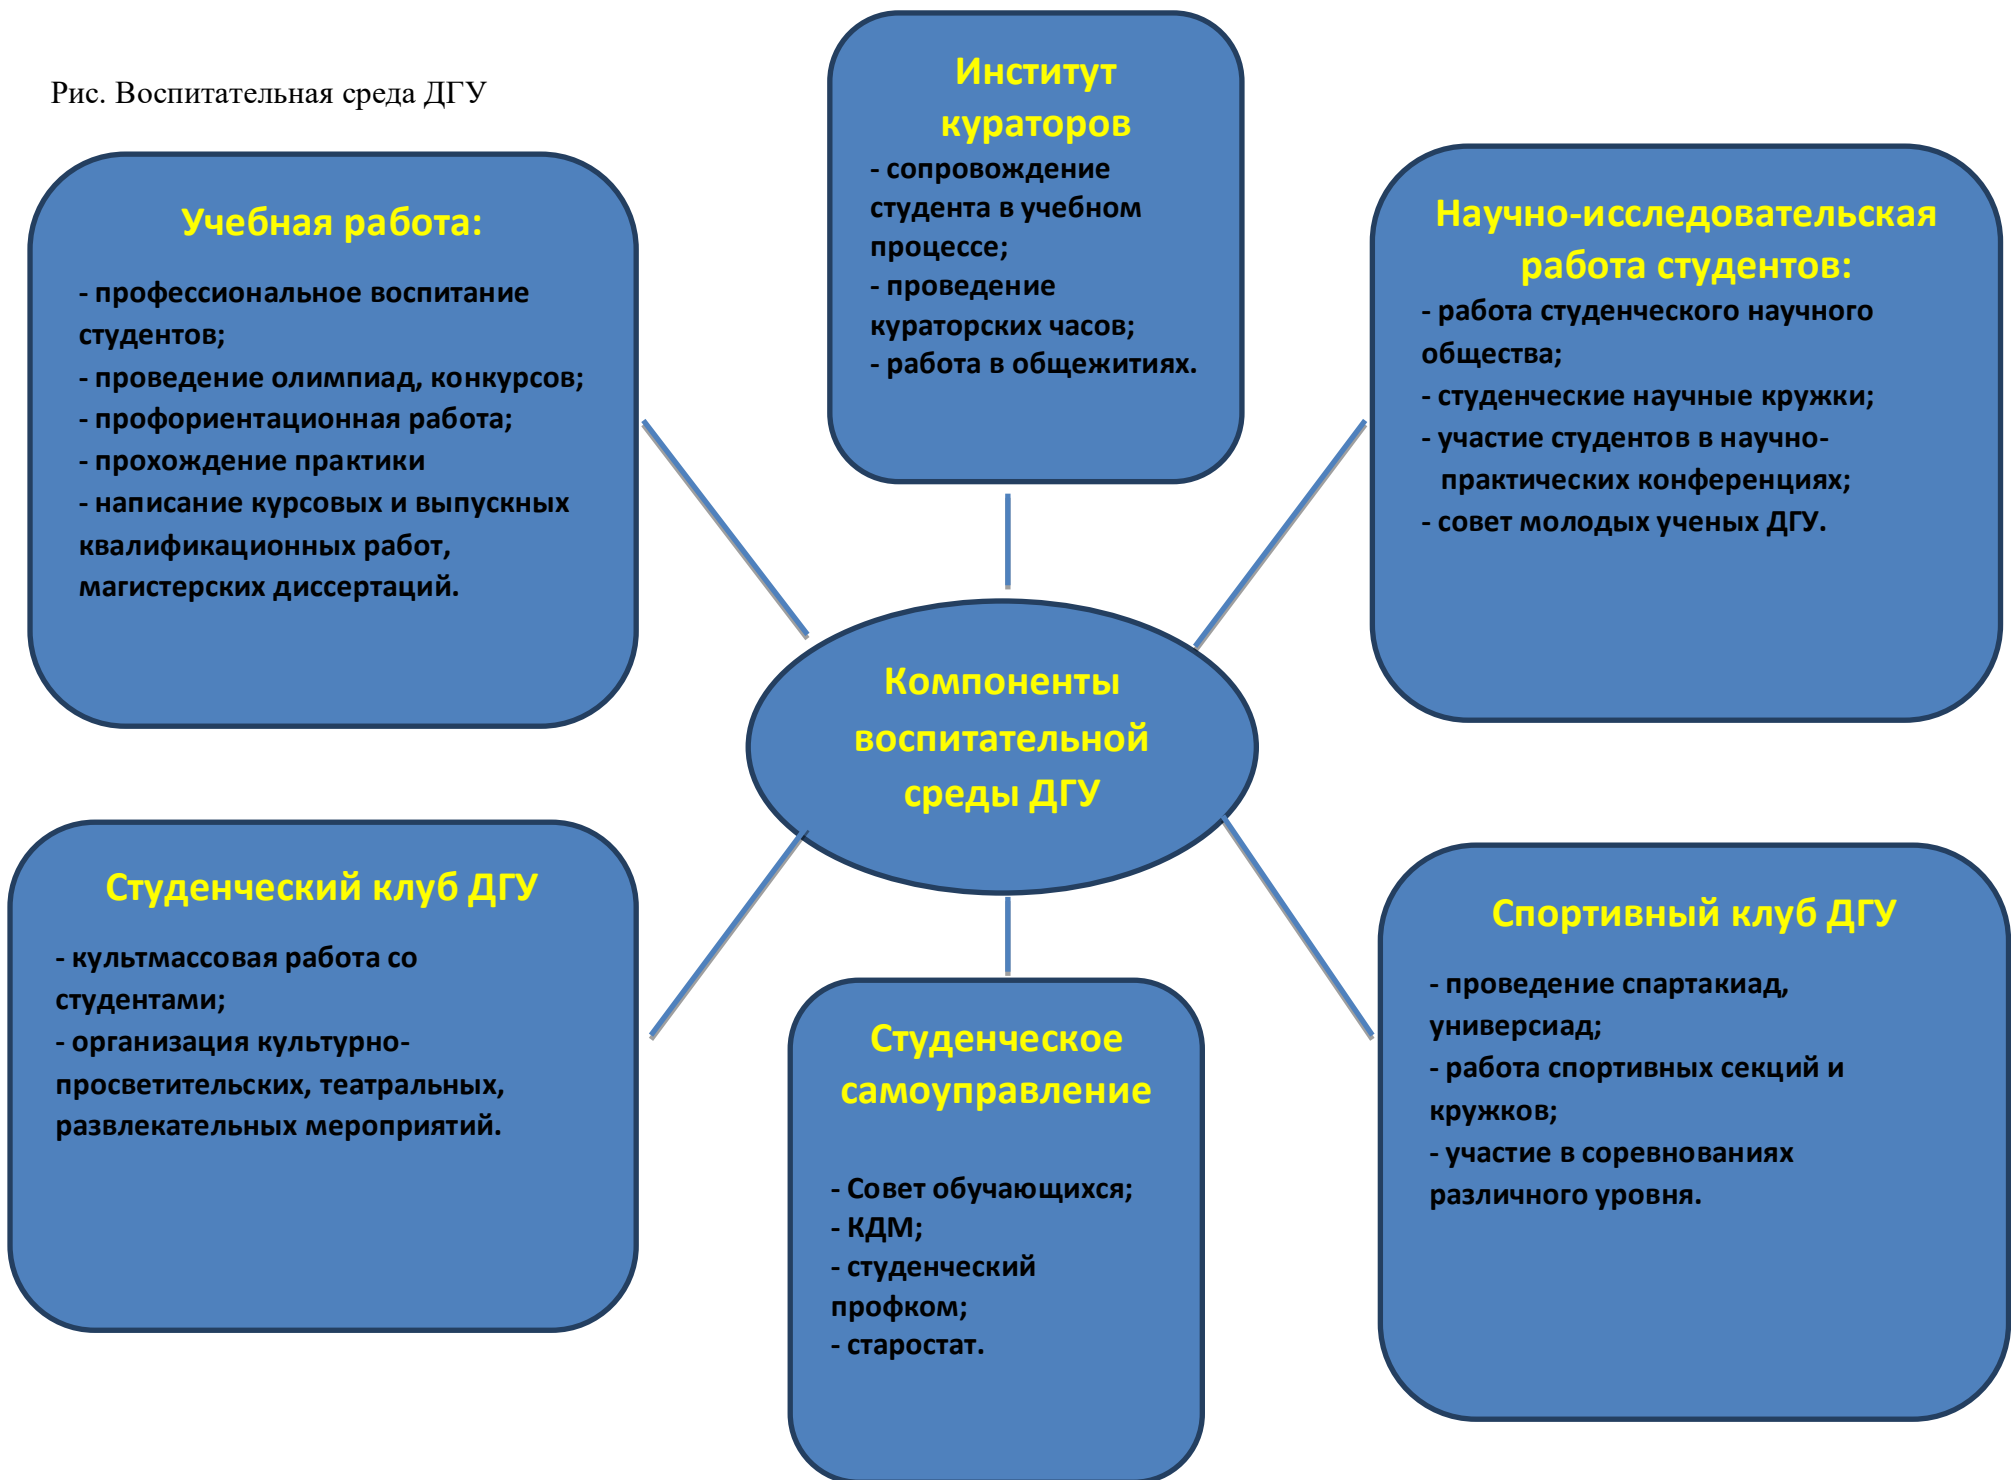 Рис. Воспитательная среда ДГУ
Институт
кураторов
- сопровождение
студента в учебном
процессе;
- проведение
кураторских часов;
- работа в общежитиях.
Учебная работа:
- профессиональное воспитание
студентов;
- проведение олимпиад, конкурсов;
- профориентационная работа;
- прохождение практики
- написание курсовых и выпускных
квалификационных работ,
магистерских диссертаций.
Научно-исследовательская
работа студентов:
- работа студенческого научного
общества;
- студенческие научные кружки;
- участие студентов в научно-
практических конференциях;
- совет молодых ученых ДГУ.
Компоненты
воспитательной
среды ДГУ
Студенческий клуб ДГУ
- культмассовая работа со
студентами;
- организация культурно-
просветительских, театральных,
развлекательных мероприятий.
Студенческое
самоуправление
- Совет обучающихся;
- КДМ;
- студенческий
профком;
- старостат.
Спортивный клуб ДГУ
- проведение спартакиад,
универсиад;
- работа спортивных секций и
кружков;
- участие в соревнованиях
различного уровня.